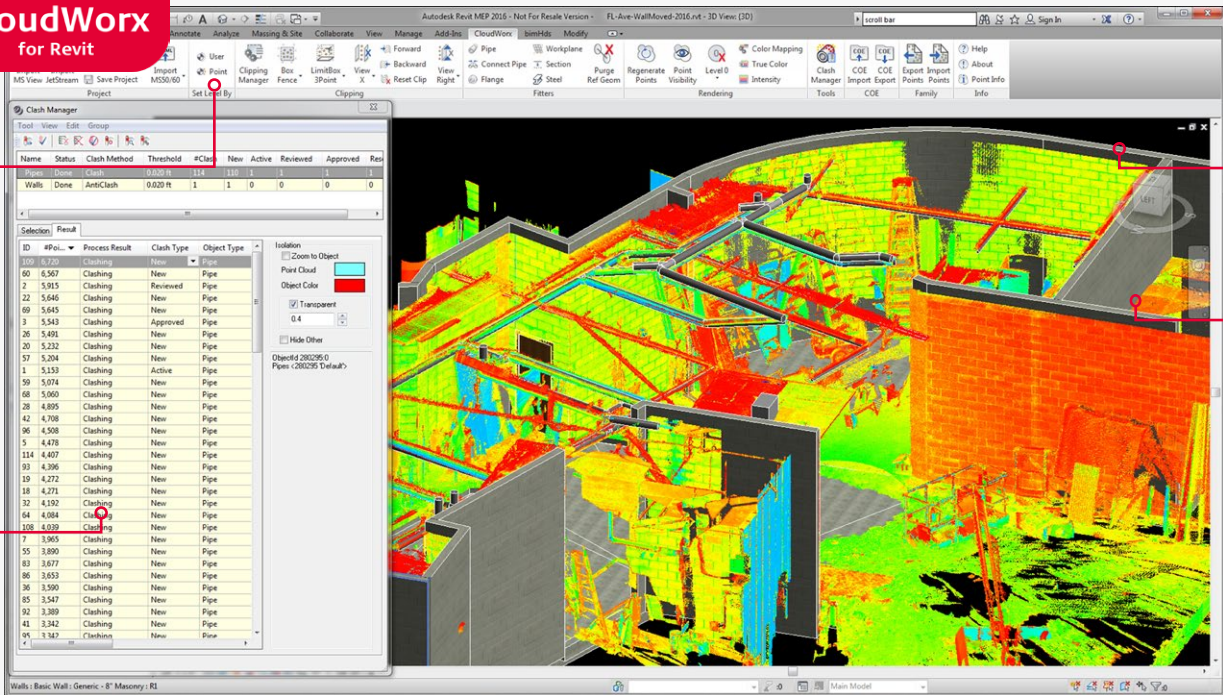 oudWorx
for Revit
Autodesk Revit MEP 2016 - Not For Resale Version - FL-Ave-WallMoved-2016.rvt - 3D View: {3D}
scroll bar
Sign In
Annotate Analyze Massing & Site Collaborate View Manage Add-Ins CloudWorx bimHds Modify
MS View JetStream Save Project
Import MS50/60
User
Point
Clipping Manager
Box Fence
LimitBox 3Point
View X
Forward
Backward
Reset Clip
View Right
Pipe
Connect Pipe
Flange
Workplane
Section
Steel
Purge Ref Geom
Regenerate Points
Point Visibility
Level 0
Color Mapping
True Color
Intensity
Clash Manager
COE Import
COE Export
Export Points
Import Points
Help
About
Point Info
Project Set Level By Clipping Fitters Rendering Tools COE Family Info
Clash Manager
Tool View Edit Group
Name Status Clash Method Threshold #Clash New Active Reviewed Approved Res
Pipes Done Clash 0.020 ft 114 110 1 1 1 1
Walls Done AntiClash 0.020 ft 1 1 0 0 0 0
Selection Result
ID #Poi... Process Result Clash Type Object Type
109 6,720 Clashing New Pipe
60 6,567 Clashing New Pipe
2 5,915 Clashing Reviewed Pipe
22 5,646 Clashing New Pipe
69 5,645 Clashing New Pipe
3 5,543 Clashing Approved Pipe
26 5,491 Clashing New Pipe
20 5,232 Clashing New Pipe
57 5,204 Clashing New Pipe
1 5,153 Clashing Active Pipe
59 5,074 Clashing New Pipe
68 5,060 Clashing New Pipe
28 4,895 Clashing New Pipe
42 4,708 Clashing New Pipe
96 4,508 Clashing New Pipe
5 4,478 Clashing New Pipe
114 4,407 Clashing New Pipe
93 4,396 Clashing New Pipe
19 4,272 Clashing New Pipe
18 4,271 Clashing New Pipe
32 4,192 Clashing New Pipe
64 4,084 Clashing New Pipe
108 4,039 Clashing New Pipe
7 3,965 Clashing New Pipe
55 3,890 Clashing New Pipe
83 3,677 Clashing New Pipe
86 3,653 Clashing New Pipe
36 3,590 Clashing New Pipe
85 3,547 Clashing New Pipe
92 3,389 Clashing New Pipe
41 3,342 Clashing New Pipe
95 3,342 Clashing New Pipe
Isolation
Zoom to Object
Point Cloud
Object Color
Transparent
0.4
Hide Other
ObjectId 280295:0
Pipes <280295 'Default'>
LEFT
Walls : Basic Wall : Generic - 8" Masonry : R1
:0
Main Model
:0